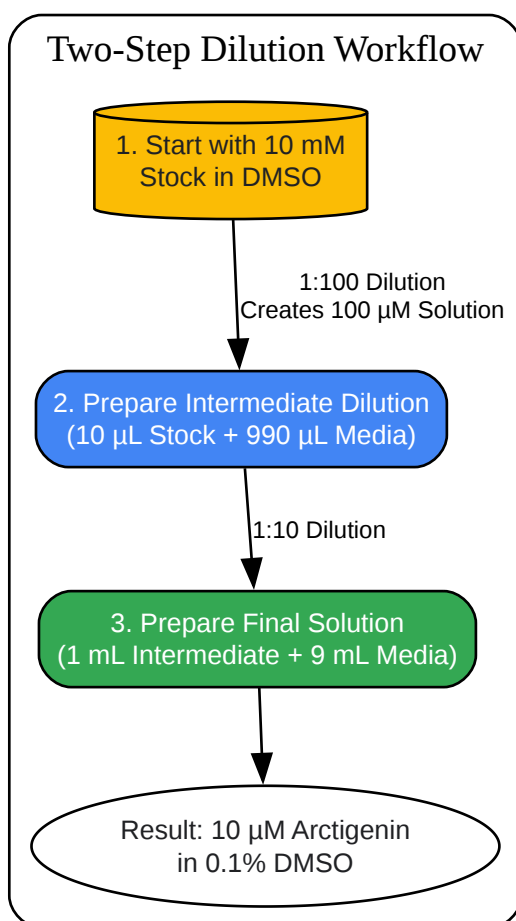 Two-Step Dilution Workflow
1. Start with 10 mM
Stock in DMSO
1:100 Dilution
Creates 100 µM Solution
2. Prepare Intermediate Dilution
(10 µL Stock + 990 µL Media)
1:10 Dilution
3. Prepare Final Solution
(1 mL Intermediate + 9 mL Media)
Result: 10 µM Arctigenin
in 0.1% DMSO